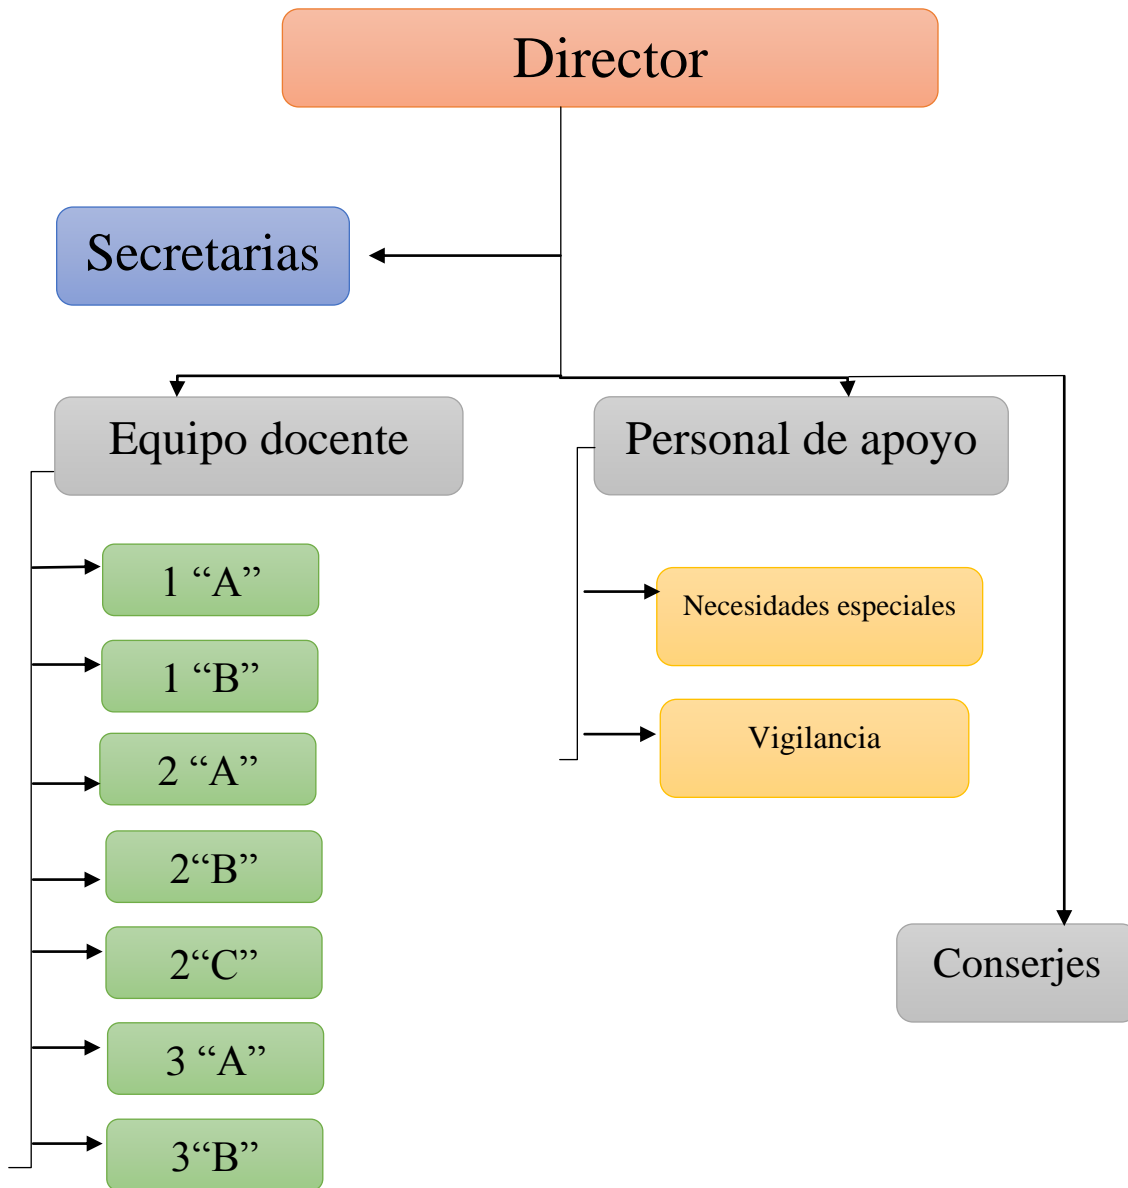 Director
Secretarias
Equipo docente
Personal de apoyo
1 “A”
1 “B”
2 “A”
2“B”
2“C”
3 “A”
3“B”
Necesidades especiales
Vigilancia
Conserjes